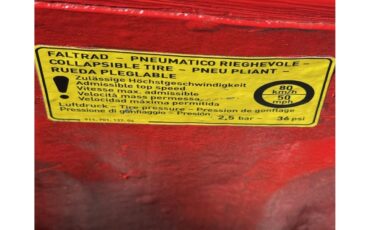 FALTRAD - PNEUMATICO RIEGHEVOLE -
COLLAPSIBLE TIRE - PNEU PLIANT -
RUEDA PLEGLABLE
! Zulässige Höchstgeschwindigkeit
Admissible top speed
Vitesse max. admissible
Velocità mass permessa
Velocidad máxima permitida
80
km/h
50
mph
Luftdruck - Tire pressure - Pression de gonflage
Pressione di gonfiaggio - Presión
2,5 bar - 36 psi